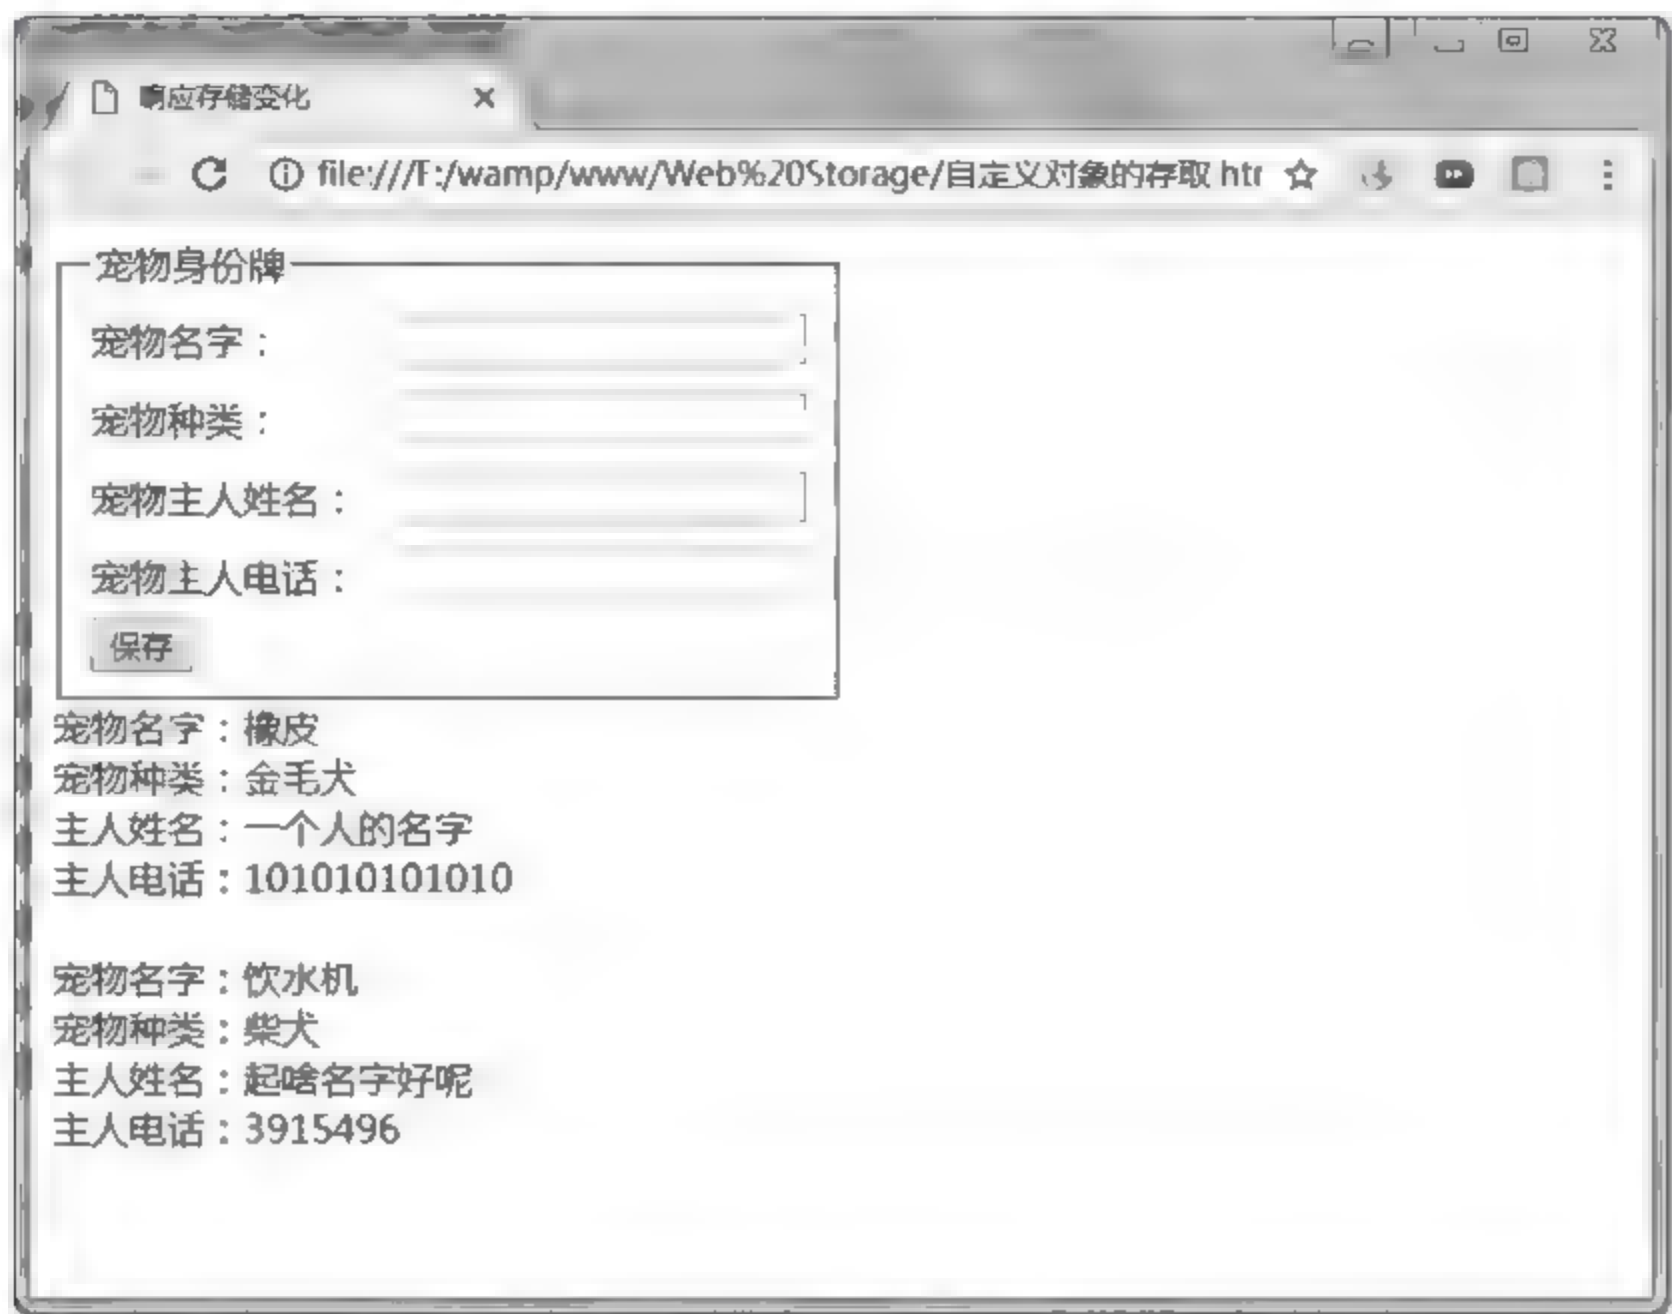 响应存储变化
file:///F:/wamp/www/Web%20Storage/自定义对象的存取 htr
宠物身份牌
宠物名字：
宠物种类：
宠物主人姓名：
宠物主人电话：
保存
宠物名字：橡皮
宠物种类：金毛犬
主人姓名：一个人的名字
主人电话：101010101010
宠物名字：饮水机
宠物种类：柴犬
主人姓名：起啥名字好呢
主人电话：3915496